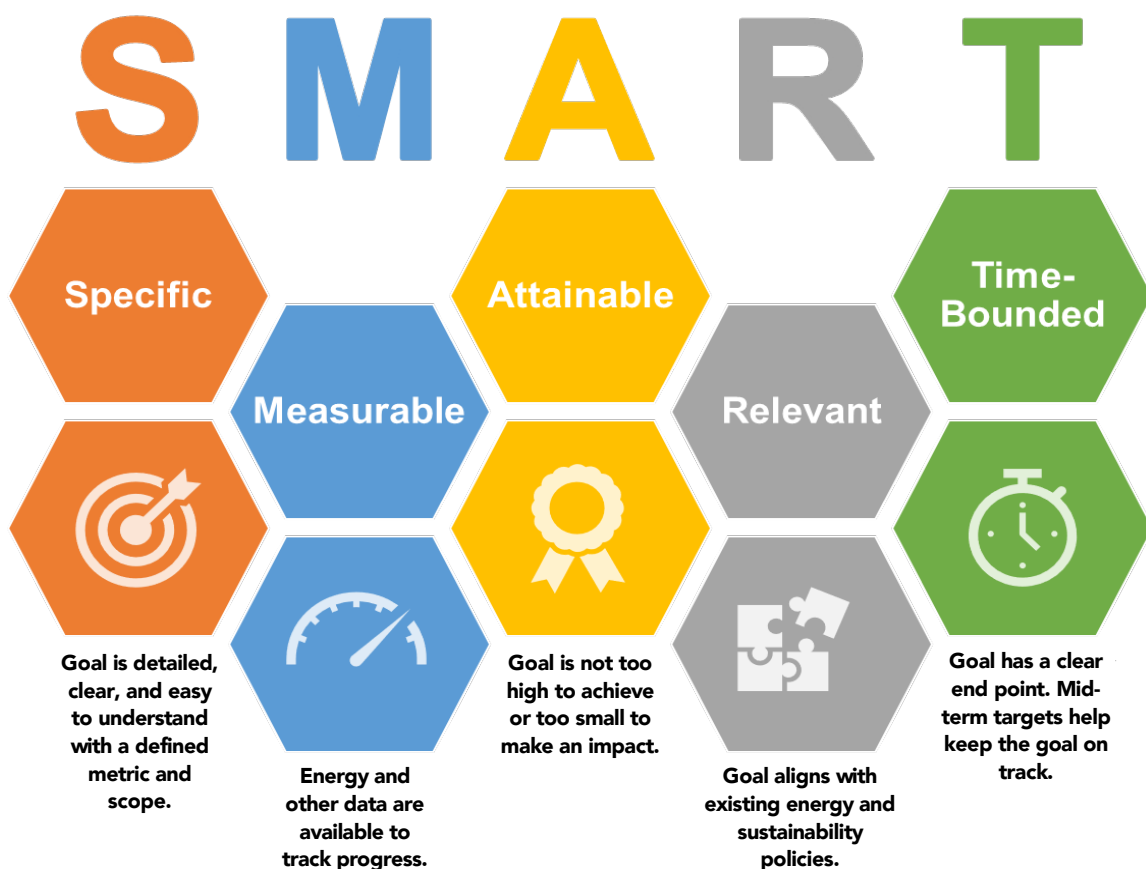 SMART
Specific
Measurable
Attainable
Relevant
Time-
Bounded
Goal is detailed,
clear, and easy
to understand
with a defined
metric and
scope.
Energy and
other data are
available to
track progress.
Goal is not too
high to achieve
or too small to
make an impact.
Goal aligns with
existing energy and
sustainability
policies.
Goal has a clear
end point. Mid-
term targets help
keep the goal on
track.